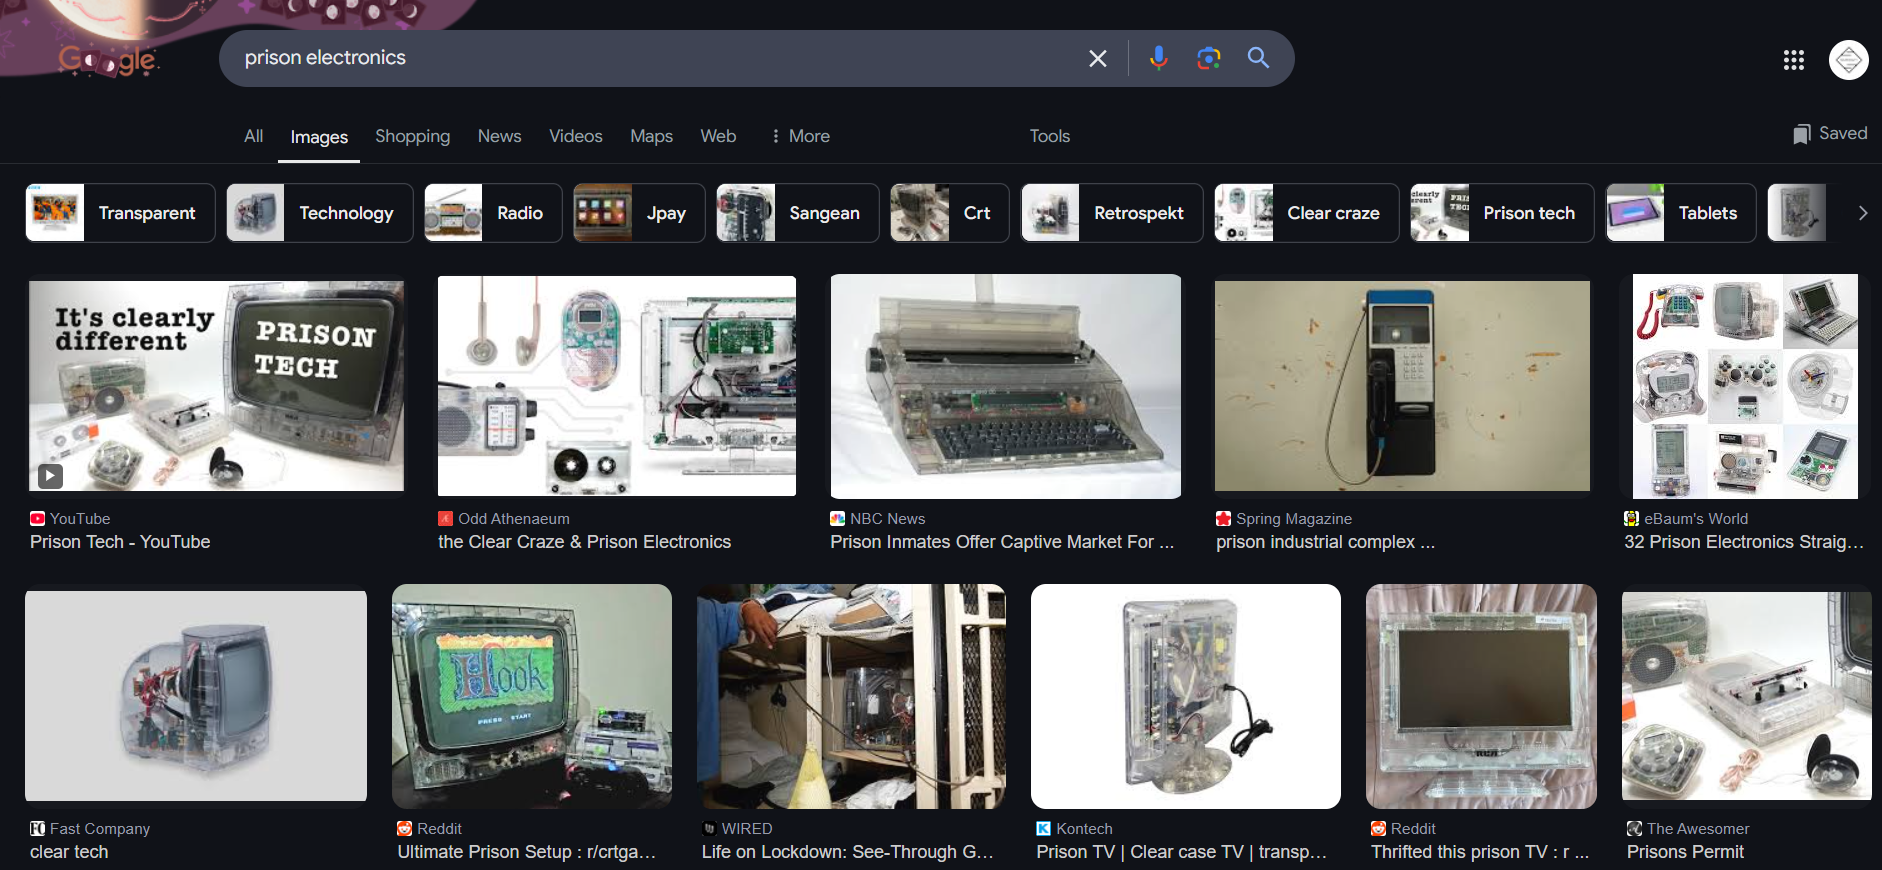 Google
prison electronics
All Images Shopping News Videos Maps Web More Tools Saved
Transparent Technology Radio Jpay Sangean Crt Retrospekt Clear craze Prison tech Tablets
It's clearly
different
PRISON
TECH
YouTube
Prison Tech - YouTube
Odd Athenaeum
the Clear Craze & Prison Electronics
NBC News
Prison Inmates Offer Captive Market For ...
Spring Magazine
prison industrial complex ...
eBaum's World
32 Prison Electronics Straig...
Hook
PRESS START
RCA
Fast Company
clear tech
Reddit
Ultimate Prison Setup : r/crtga...
WIRED
Life on Lockdown: See-Through G...
Kontech
Prison TV | Clear case TV | transp...
Reddit
Thrifted this prison TV : r ...
The Awesomer
Prisons Permit